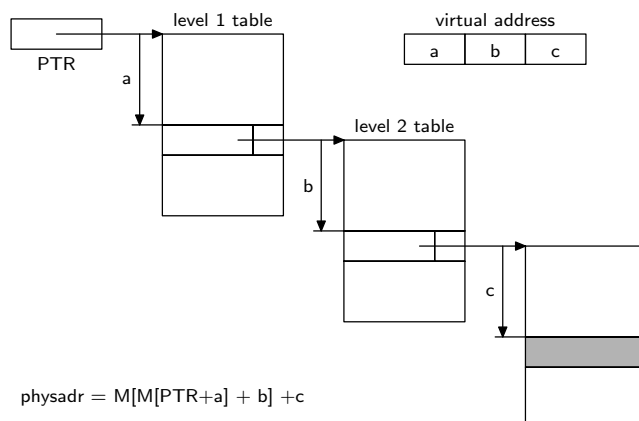 level 1 table
virtual address
PTR
a b c
a
level 2 table
b
c
physadr = M[M[PTR+a] + b] +c